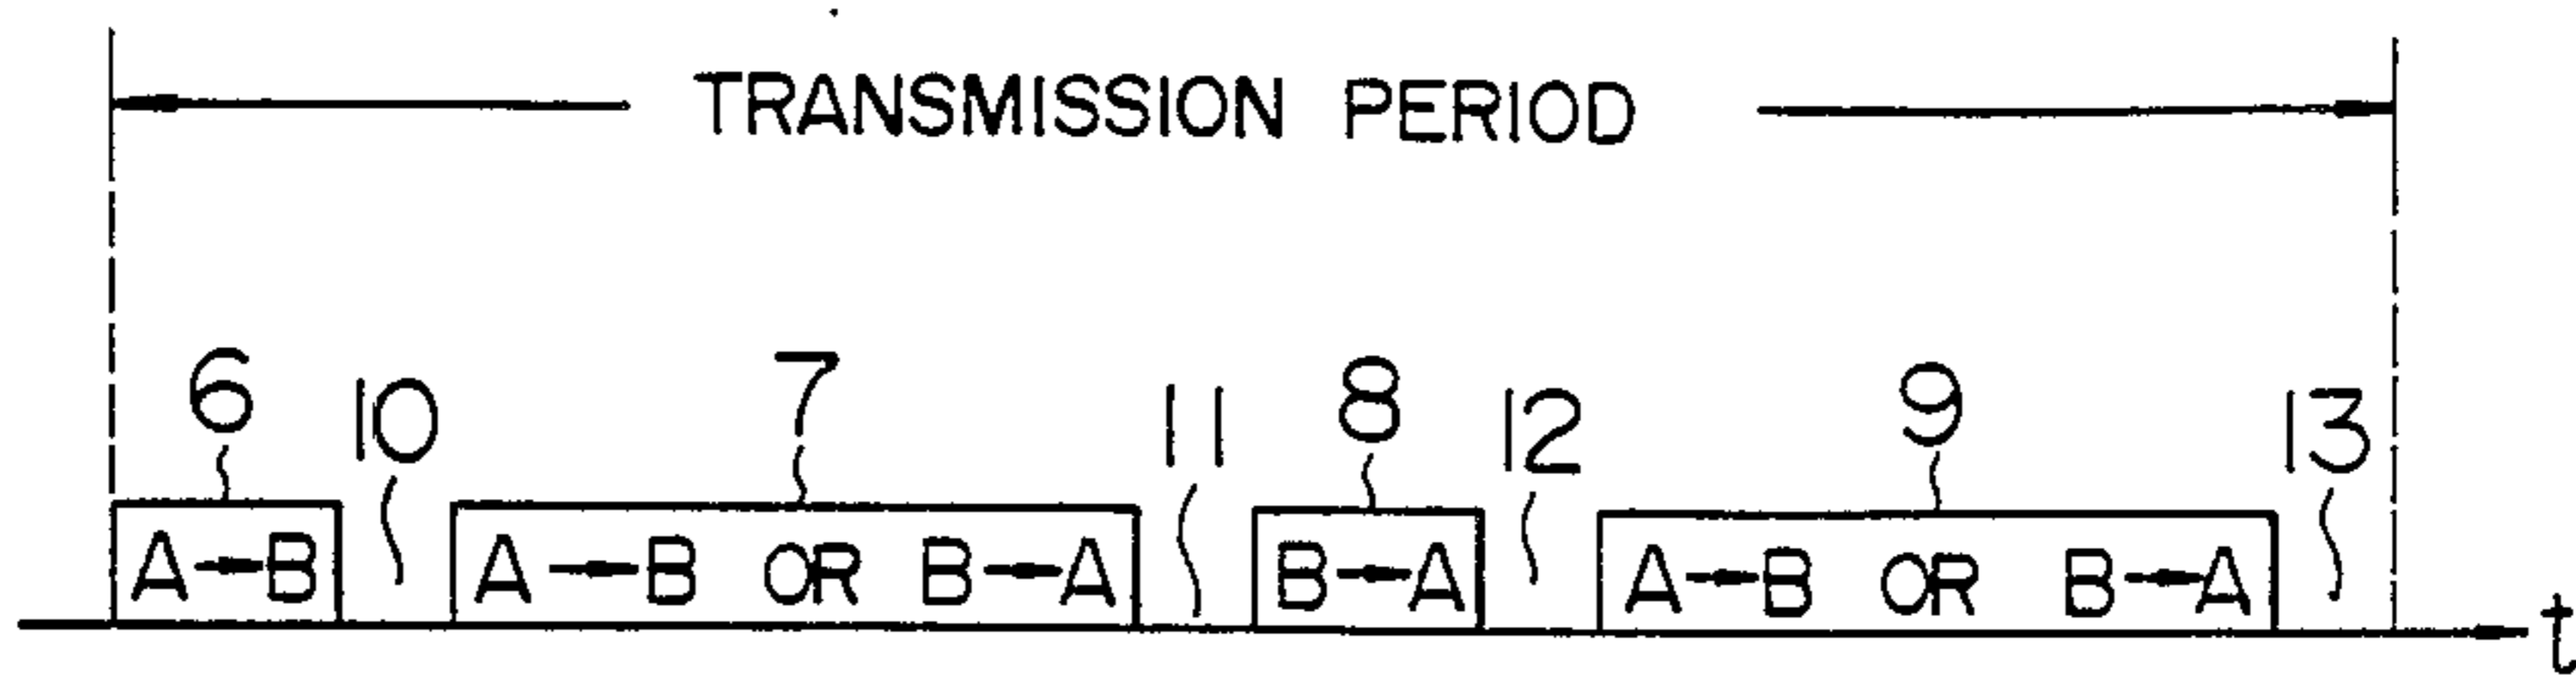 TRANSMISSION PERIOD
6 10 7 11 8 12 9 13
A→B A→B OR B→A B→A A→B OR B→A
t